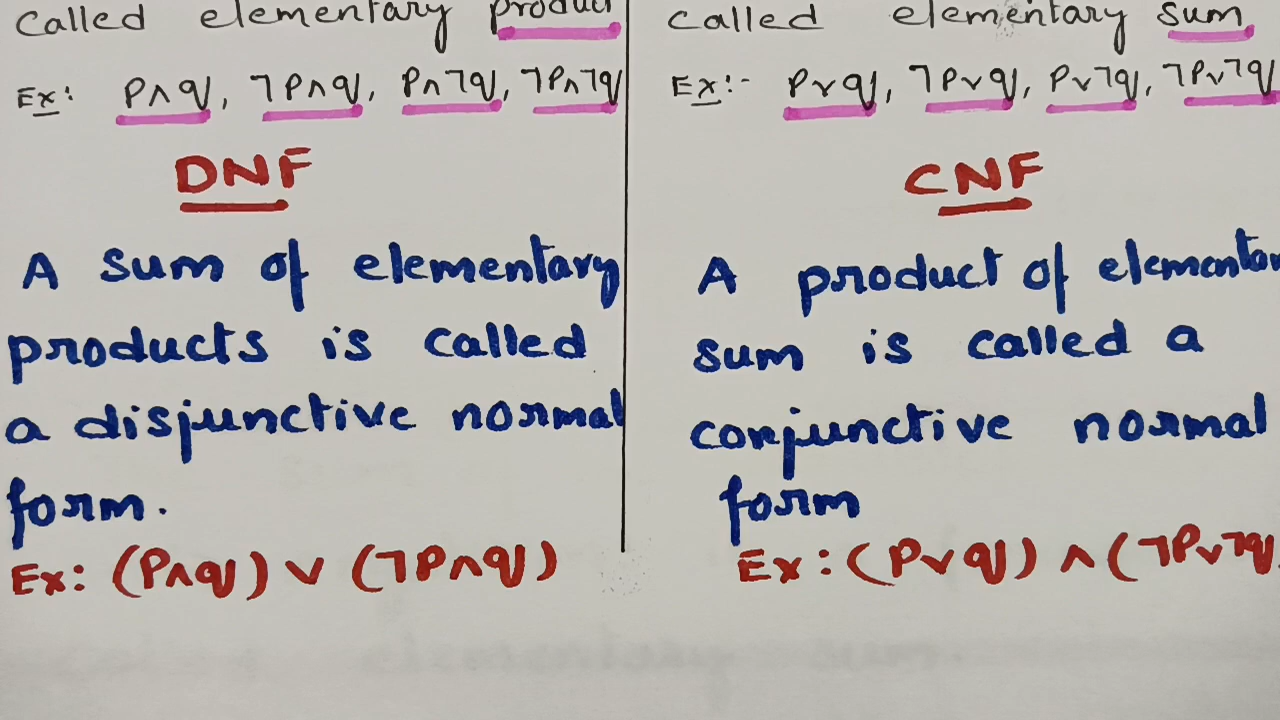 called elementary product
Ex: P∧q, ¬P∧q, P∧¬q, ¬P∧¬q
DNF
A sum of elementary
products is called
a disjunctive normal
form.
Ex: (P∧q) ∨ (¬P∧q)
called elementary sum
Ex:- P∨q, ¬P∨q, P∨¬q, ¬P∨¬q
CNF
A product of elementar
sum is called a
conjunctive normal
form
Ex: (P∨q) ∧ (¬P∨¬q